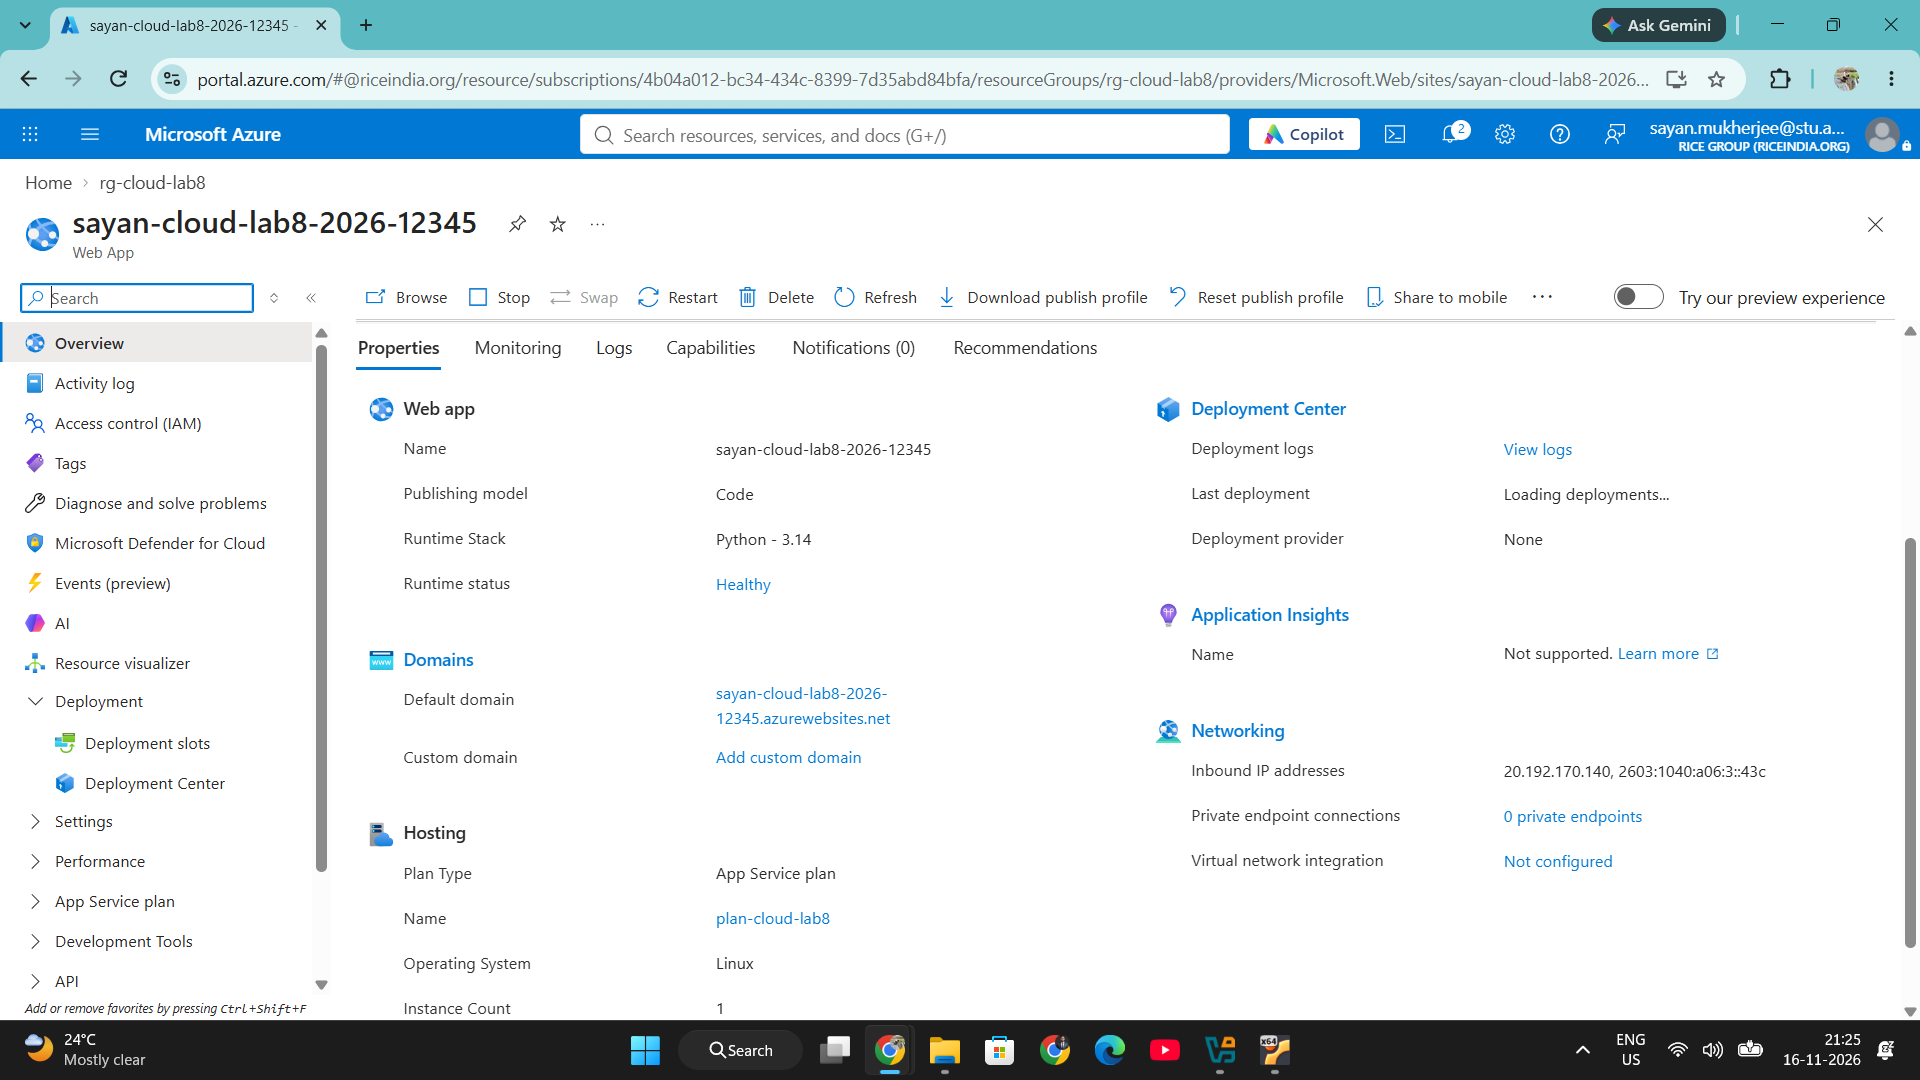 sayan-cloud-lab8-2026-12345 -
Ask Gemini
portal.azure.com/#@riceindia.org/resource/subscriptions/4b04a012-bc34-434c-8399-7d35abd84bfa/resourceGroups/rg-cloud-lab8/providers/Microsoft.Web/sites/sayan-cloud-lab8-2026...
Microsoft Azure
Search resources, services, and docs (G+/)
Copilot
2
sayan.mukherjee@stu.a...
RICE GROUP (RICEINDIA.ORG)
Home
rg-cloud-lab8
sayan-cloud-lab8-2026-12345
Web App
Search
Browse
Stop
Swap
Restart
Delete
Refresh
Download publish profile
Reset publish profile
Share to mobile
Try our preview experience
Overview
Activity log
Access control (IAM)
Tags
Diagnose and solve problems
Microsoft Defender for Cloud
Events (preview)
AI
Resource visualizer
Deployment
Deployment slots
Deployment Center
Settings
Performance
App Service plan
Development Tools
API
Add or remove favorites by pressing Ctrl+Shift+F
Properties
Monitoring
Logs
Capabilities
Notifications (0)
Recommendations
Web app
Name
sayan-cloud-lab8-2026-12345
Publishing model
Code
Runtime Stack
Python - 3.14
Runtime status
Healthy
www
Domains
Default domain
sayan-cloud-lab8-2026-
12345.azurewebsites.net
Custom domain
Add custom domain
Hosting
Plan Type
App Service plan
Name
plan-cloud-lab8
Operating System
Linux
Instance Count
1
Deployment Center
Deployment logs
View logs
Last deployment
Loading deployments...
Deployment provider
None
Application Insights
Name
Not supported. Learn more
Networking
Inbound IP addresses
20.192.170.140, 2603:1040:a06:3::43c
Private endpoint connections
0 private endpoints
Virtual network integration
Not configured
24°C
Mostly clear
Search
x64
ENG
US
21:25
16-11-2026